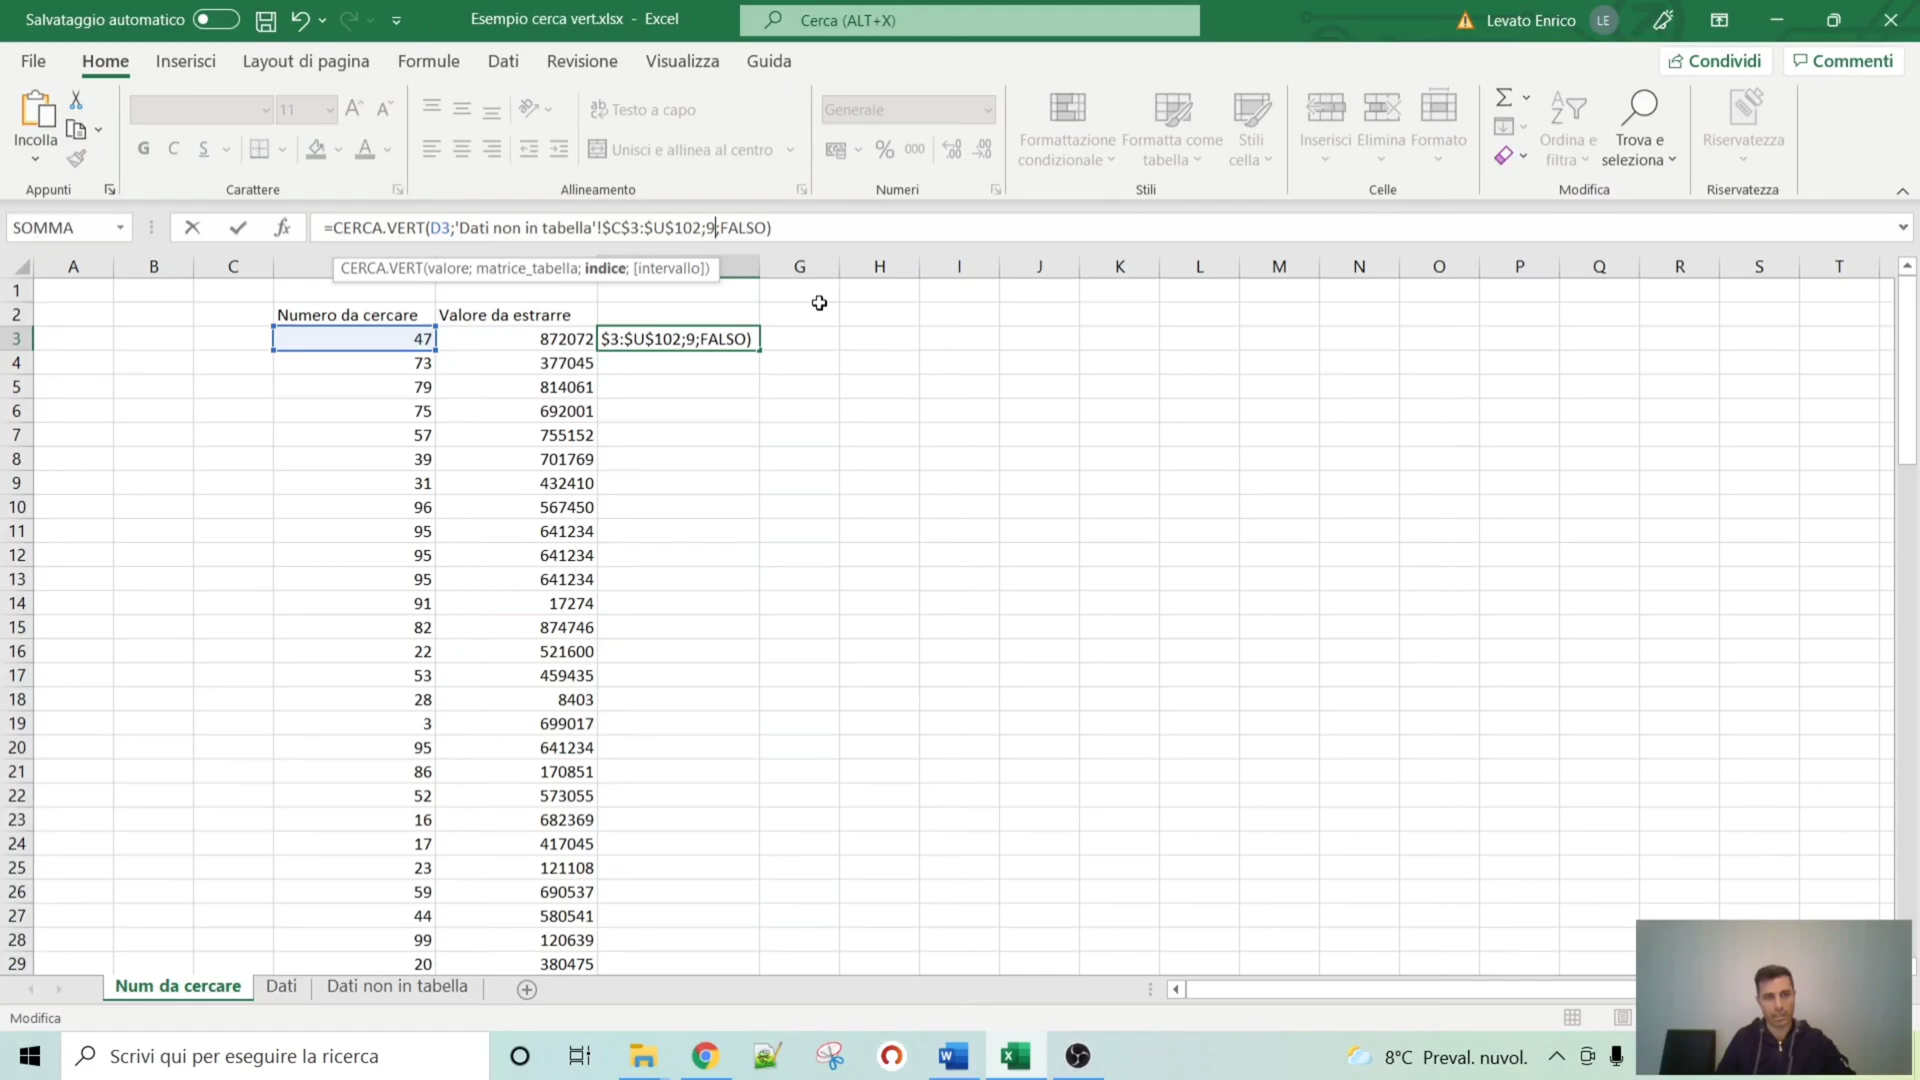 Salvataggio automatico
Esempio cerca vert.xlsx - Excel
Cerca (ALT+X)
Levato Enrico LE
File Home Inserisci Layout di pagina Formule Dati Revisione Visualizza Guida
Condividi Commenti
Incolla
11
Testo a capo
Unisci e allinea al centro
Generale
% 000
G C S
Formattazione condizionale
Formatta come tabella
Stili cella
Inserisci Elimina Formato
Ordina e filtra
Trova e seleziona
Riservatezza
Appunti Carattere Allineamento Numeri Stili Celle Modifica Riservatezza
SOMMA
=CERCA.VERT(D3;'Dati non in tabella'!$C$3:$U$102;9;FALSO)
CERCA.VERT(valore; matrice_tabella; indice; [intervallo])
A B C G H I J K L M N O P Q R S T
1
2 Numero da cercare Valore da estrarre
3 47 872072 $3:$U$102;9;FALSO)
4 73 377045
5 79 814061
6 75 692001
7 57 755152
8 39 701769
9 31 432410
10 96 567450
11 95 641234
12 95 641234
13 95 641234
14 91 17274
15 82 874746
16 22 521600
17 53 459435
18 28 8403
19 3 699017
20 95 641234
21 86 170851
22 52 573055
23 16 682369
24 17 417045
25 23 121108
26 59 690537
27 44 580541
28 99 120639
29 20 380475
Num da cercare Dati Dati non in tabella
Modifica
Scrivi qui per eseguire la ricerca
8°C Preval. nuvol.